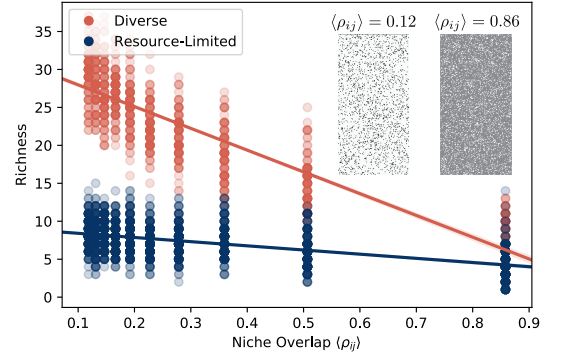 Diverse
Resource-Limited
⟨ρij⟩ = 0.12
⟨ρij⟩ = 0.86
Richness
35
30
25
20
15
10
5
0
0.1 0.2 0.3 0.4 0.5 0.6 0.7 0.8 0.9
Niche Overlap ⟨ρij⟩